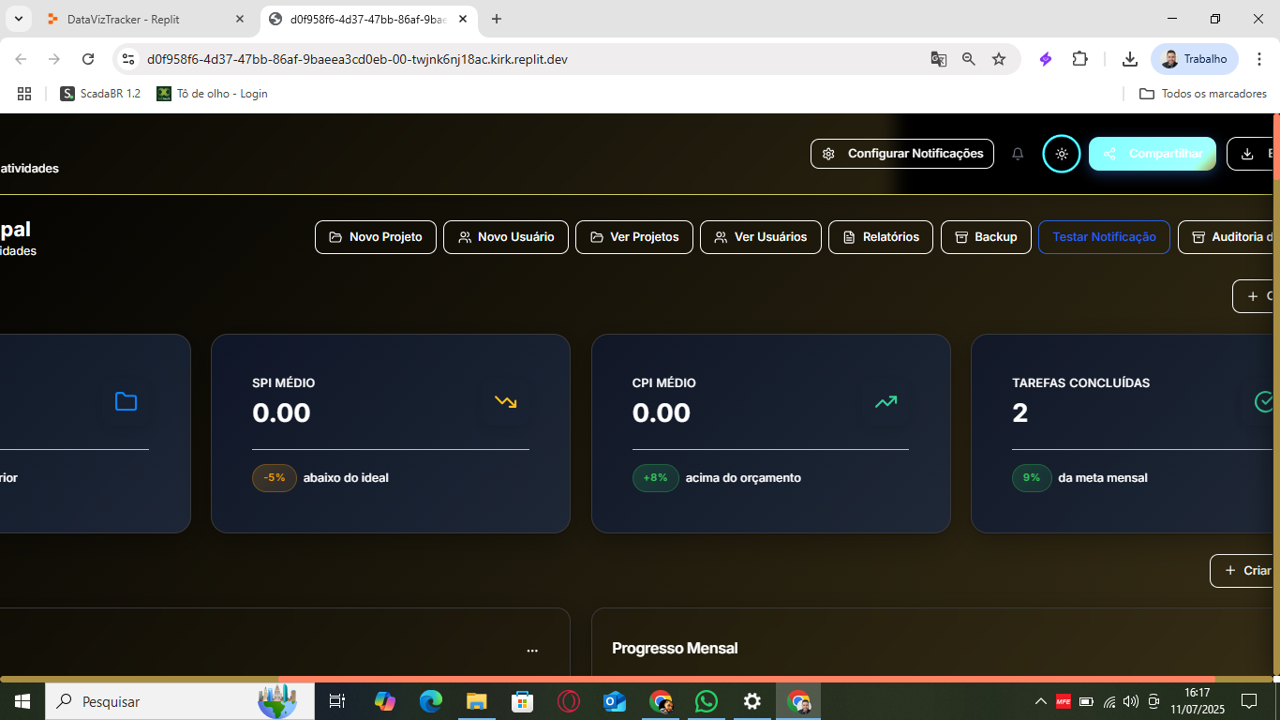 DataVizTracker - Replit
d0f958f6-4d37-47bb-86af-9bae
d0f958f6-4d37-47bb-86af-9baeea3cd0eb-00-twjnk6nj18ac.kirk.replit.dev
Trabalho
ScadaBR 1.2
Tô de olho - Login
Todos os marcadores
atividades
Configurar Notificações
Compartilhar
E
pal
idades
Novo Projeto
Novo Usuário
Ver Projetos
Ver Usuários
Relatórios
Backup
Testar Notificação
Auditoria d
SPI MÉDIO
0.00
CPI MÉDIO
0.00
TAREFAS CONCLUÍDAS
2
rior
-5% abaixo do ideal
+8% acima do orçamento
9% da meta mensal
+ Criar
...
Progresso Mensal
Pesquisar
MFE
16:17
11/07/2025